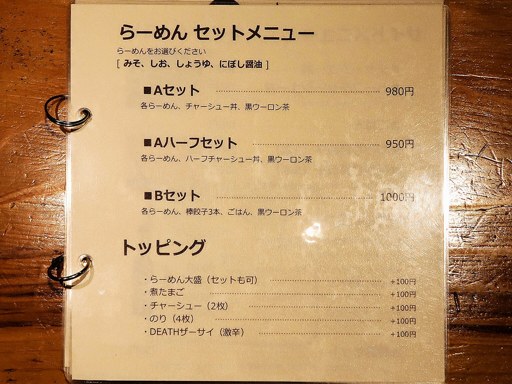 らーめん セットメニュー
らーめんをお選びください
[ みそ、しお、しょうゆ、にぼし醤油 ]
■Aセット 980円
各らーめん、チャーシュー丼、黒ウーロン茶
■Aハーフセット 950円
各らーめん、ハーフチャーシュー丼、黒ウーロン茶
■Bセット 1000円
各らーめん、棒餃子3本、ごはん、黒ウーロン茶
トッピング
・らーめん大盛（セットも可） +100円
・煮たまご +100円
・チャーシュー（2枚） +100円
・のり（4枚） +100円
・DEATHザーサイ（激辛） +100円